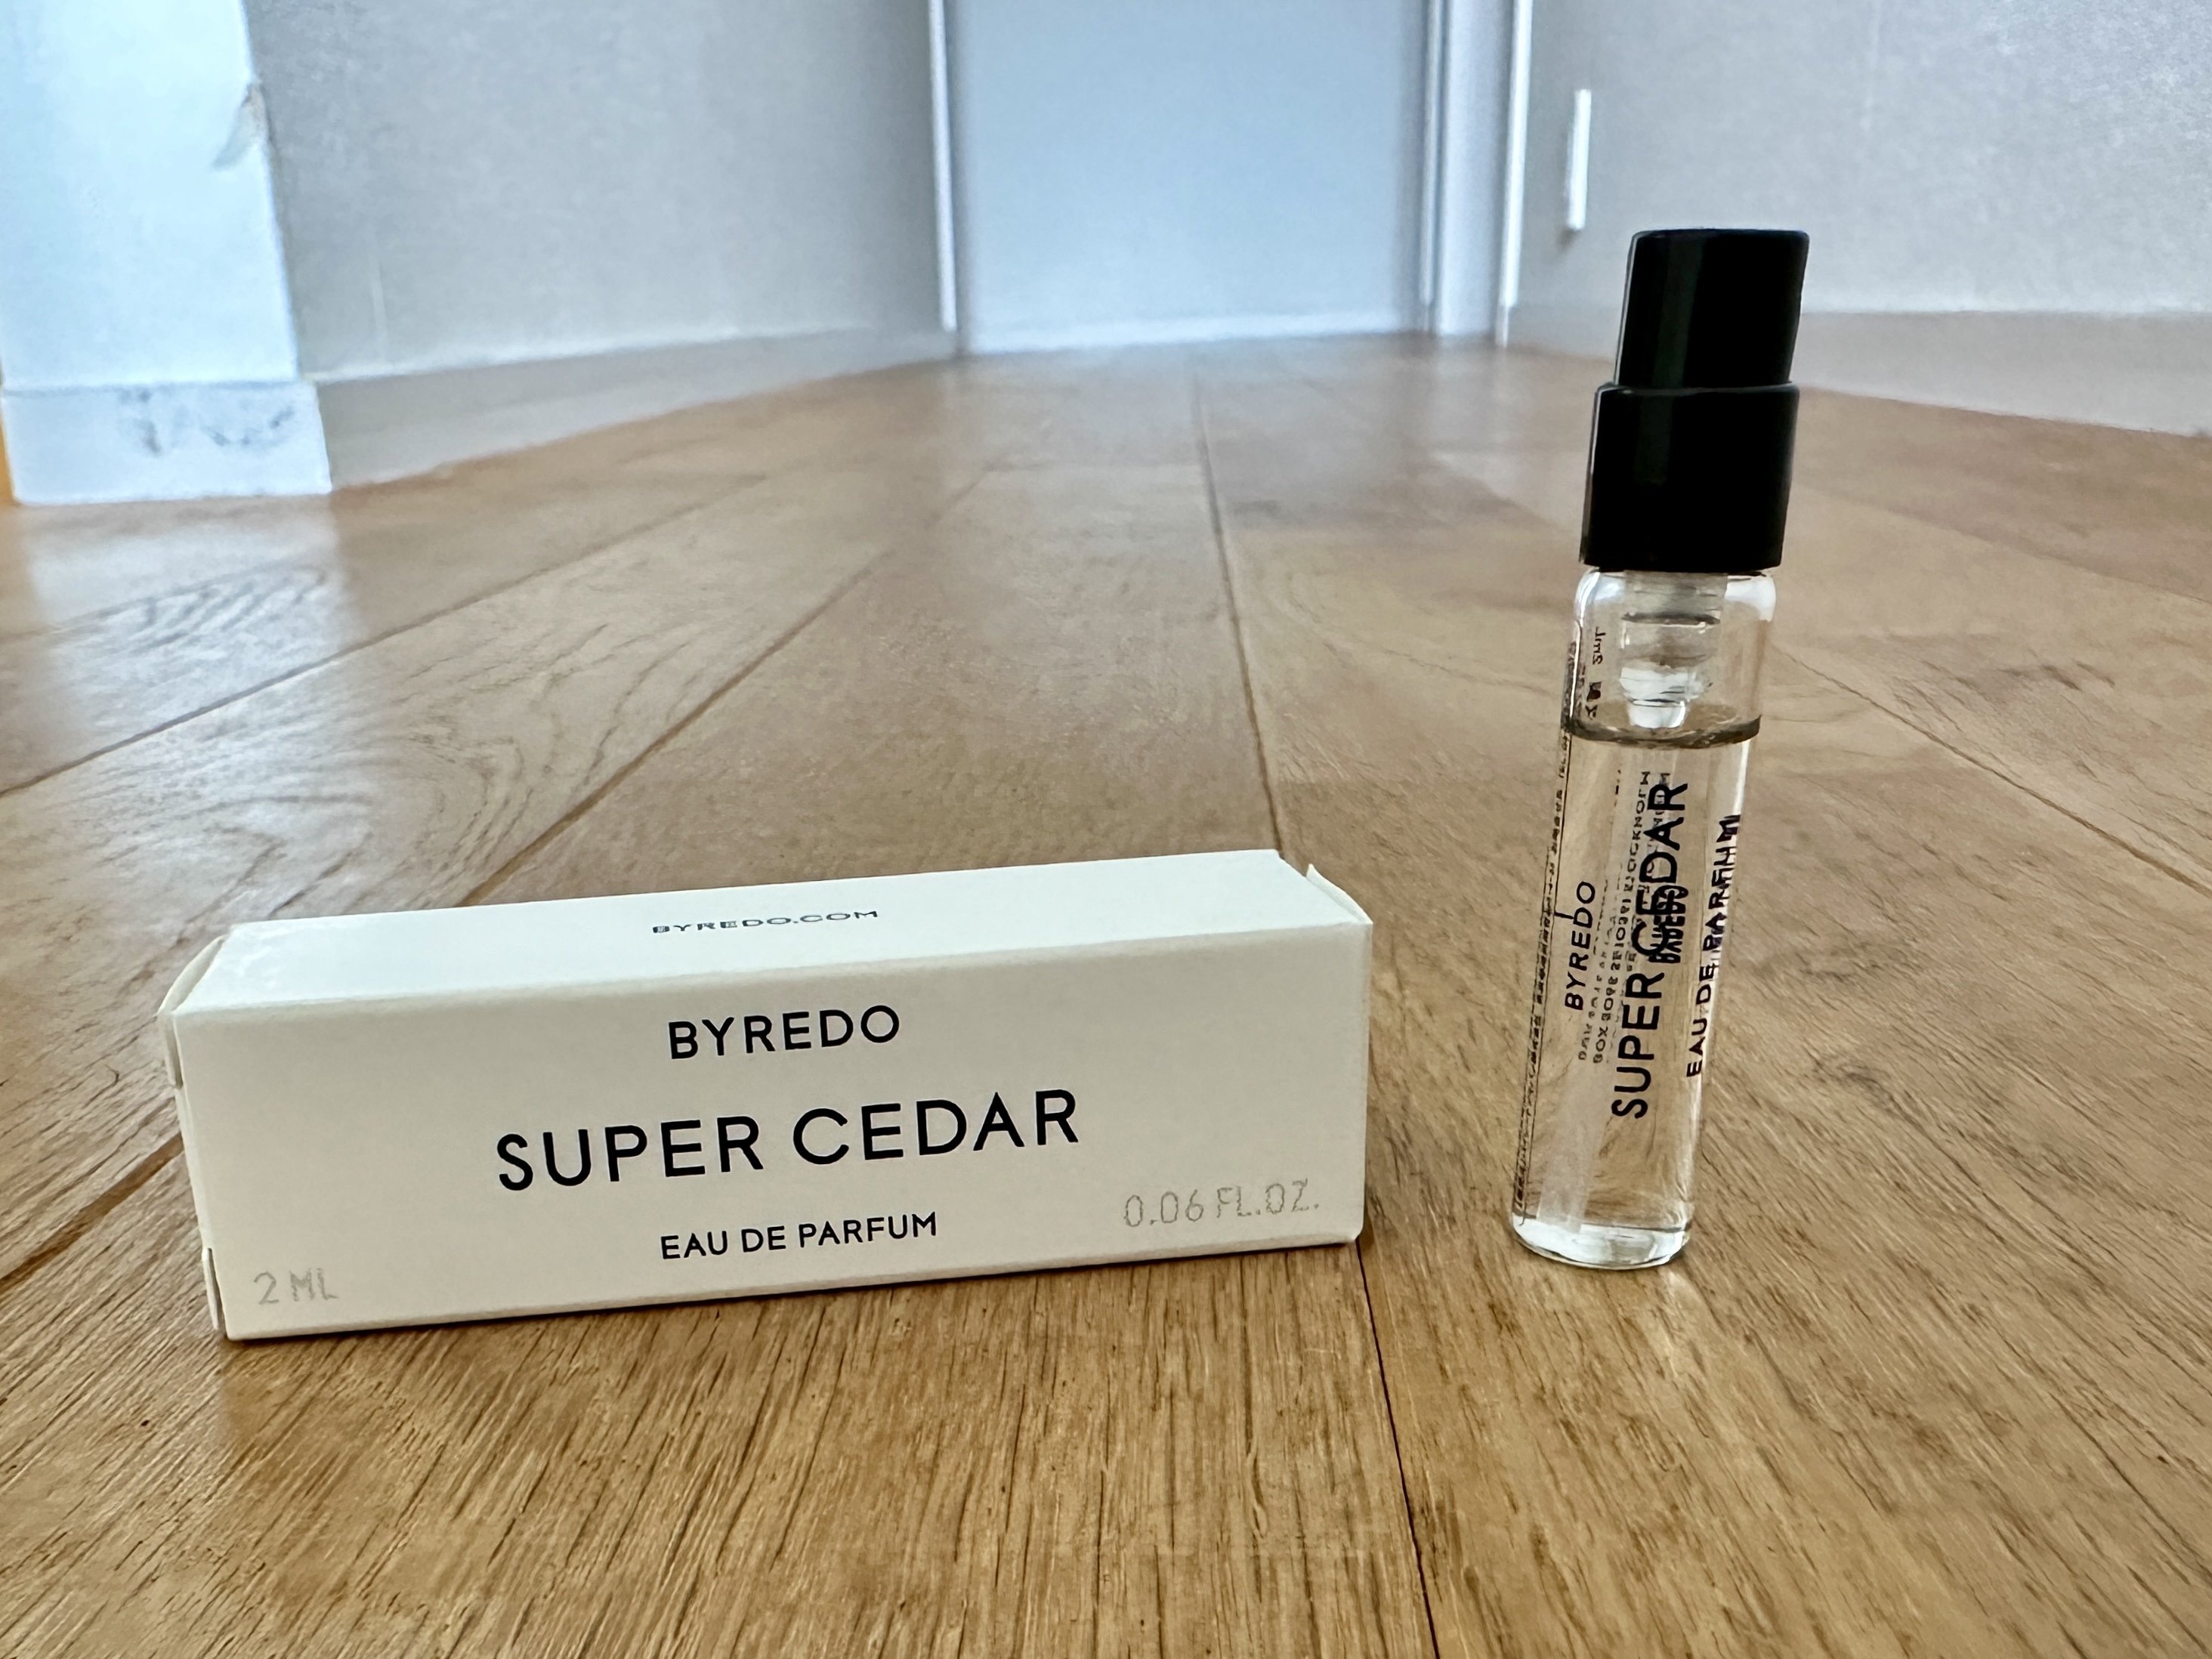 BYREDO.COM
BYREDO
SUPER CEDAR
EAU DE PARFUM
2 ML
0.06 FL.OZ.
BYREDO
SUPER CEDAR
EAU DE PARFUM